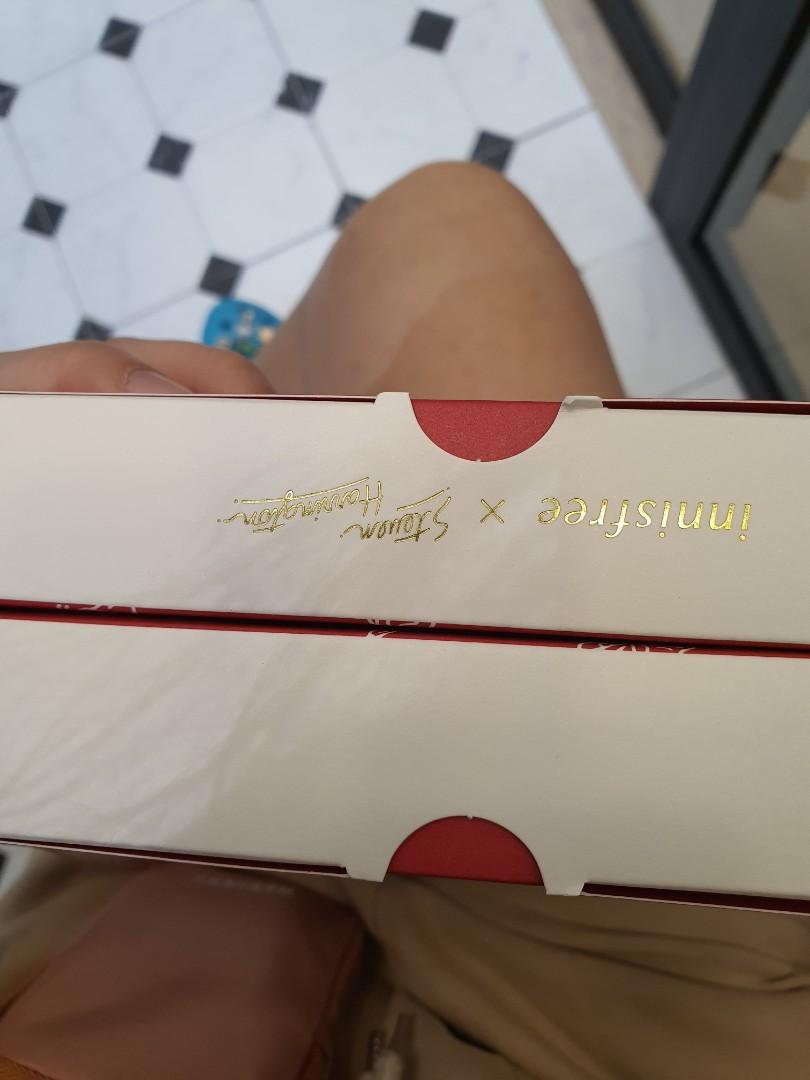 innisfree × Steven
Harrington.